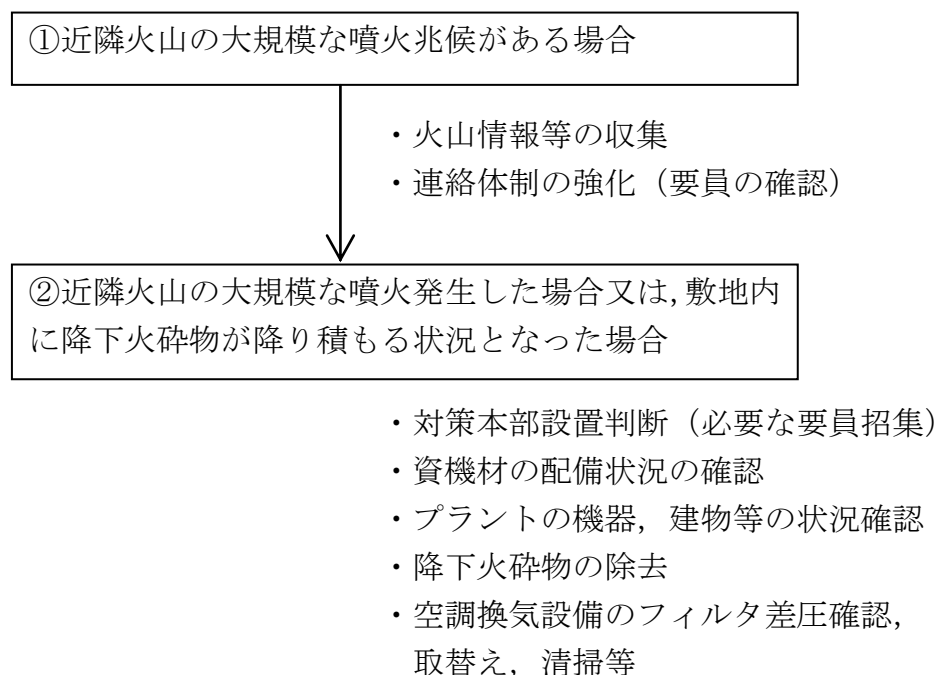 ①近隣火山の大規模な噴火兆候がある場合
・火山情報等の収集
・連絡体制の強化（要員の確認）
②近隣火山の大規模な噴火発生した場合又は,敷地内
に降下火砕物が降り積もる状況となった場合
・対策本部設置判断（必要な要員招集）
・資機材の配備状況の確認
・プラントの機器，建物等の状況確認
・降下火砕物の除去
・空調換気設備のフィルタ差圧確認，
取替え，清掃等